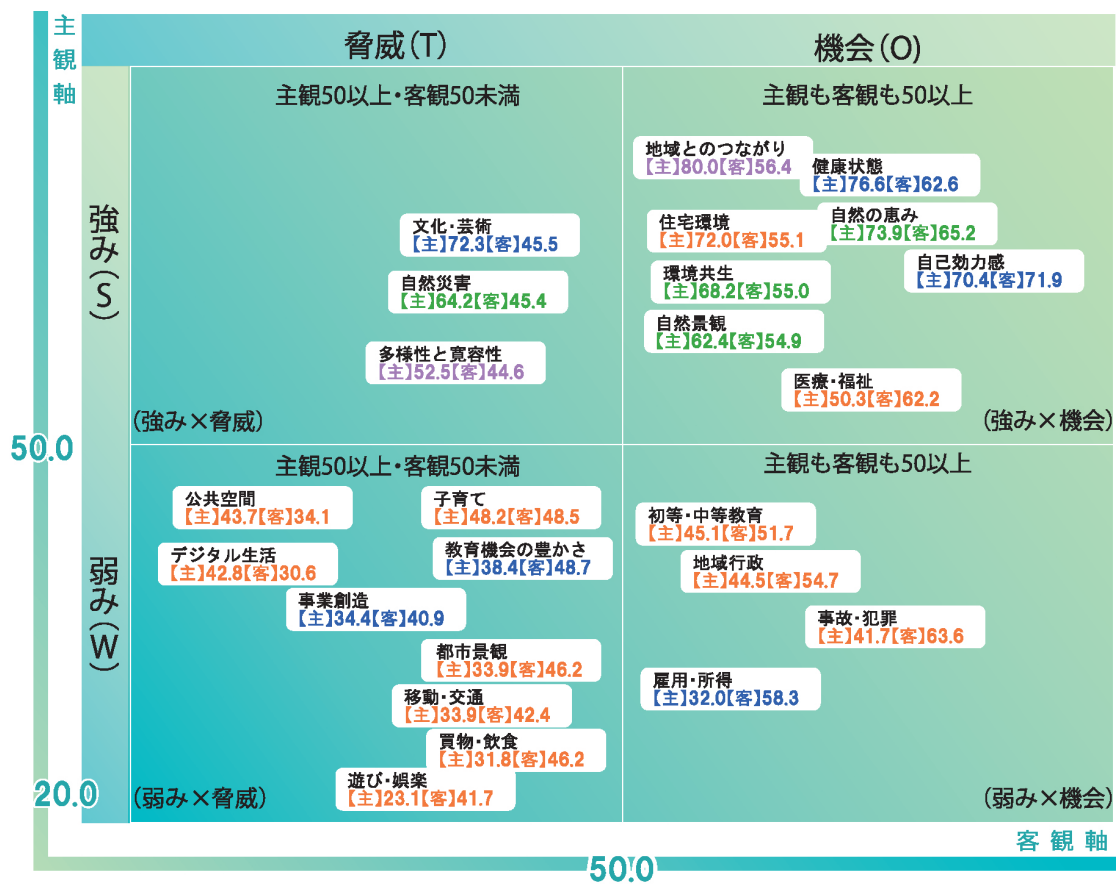 主観軸
脅威(T)
機会(O)
強み(S)
主観50以上・客観50未満
文化・芸術
【主】72.3【客】45.5
自然災害
【主】64.2【客】45.4
多様性と寛容性
【主】52.5【客】44.6
(強み×脅威)
主観も客観も50以上
地域とのつながり
【主】80.0【客】56.4
健康状態
【主】76.6【客】62.6
住宅環境
【主】72.0【客】55.1
自然の恵み
【主】73.9【客】65.2
自己効力感
【主】70.4【客】71.9
環境共生
【主】68.2【客】55.0
自然景観
【主】62.4【客】54.9
医療・福祉
【主】50.3【客】62.2
(強み×機会)
50.0
弱み(W)
主観50以上・客観50未満
公共空間
【主】43.7【客】34.1
子育て
【主】48.2【客】48.5
デジタル生活
【主】42.8【客】30.6
教育機会の豊かさ
【主】38.4【客】48.7
事業創造
【主】34.4【客】40.9
都市景観
【主】33.9【客】46.2
移動・交通
【主】33.9【客】42.4
買物・飲食
【主】31.8【客】46.2
遊び・娯楽
【主】23.1【客】41.7
(弱み×脅威)
主観も客観も50以上
初等・中等教育
【主】45.1【客】51.7
地域行政
【主】44.5【客】54.7
事故・犯罪
【主】41.7【客】63.6
雇用・所得
【主】32.0【客】58.3
(弱み×機会)
20.0
客観軸
50.0